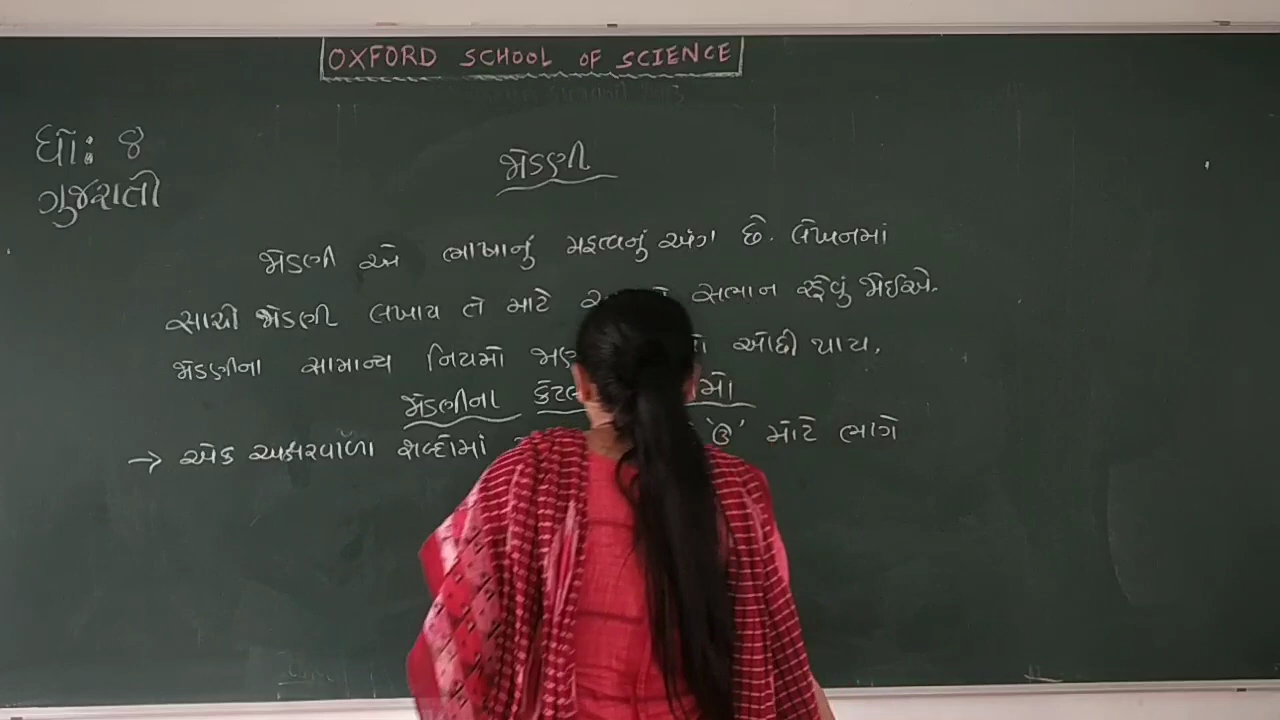 OXFORD SCHOOL OF SCIENCE
ધો: ૪
ગુજરાતી
જોડણી
જોડણી એ ભાષાનું મહત્વનું અંગ છે. લેખનમાં
સાચી જોડણી લખાય તે માટે સભાન રહેવું જોઈએ.
જોડણીના સામાન્ય નિયમો ઓછી થાય.
જોડણીના
→ એક અક્ષરવાળા શબ્દોમાં 'ઊ' મોટે ભાગે